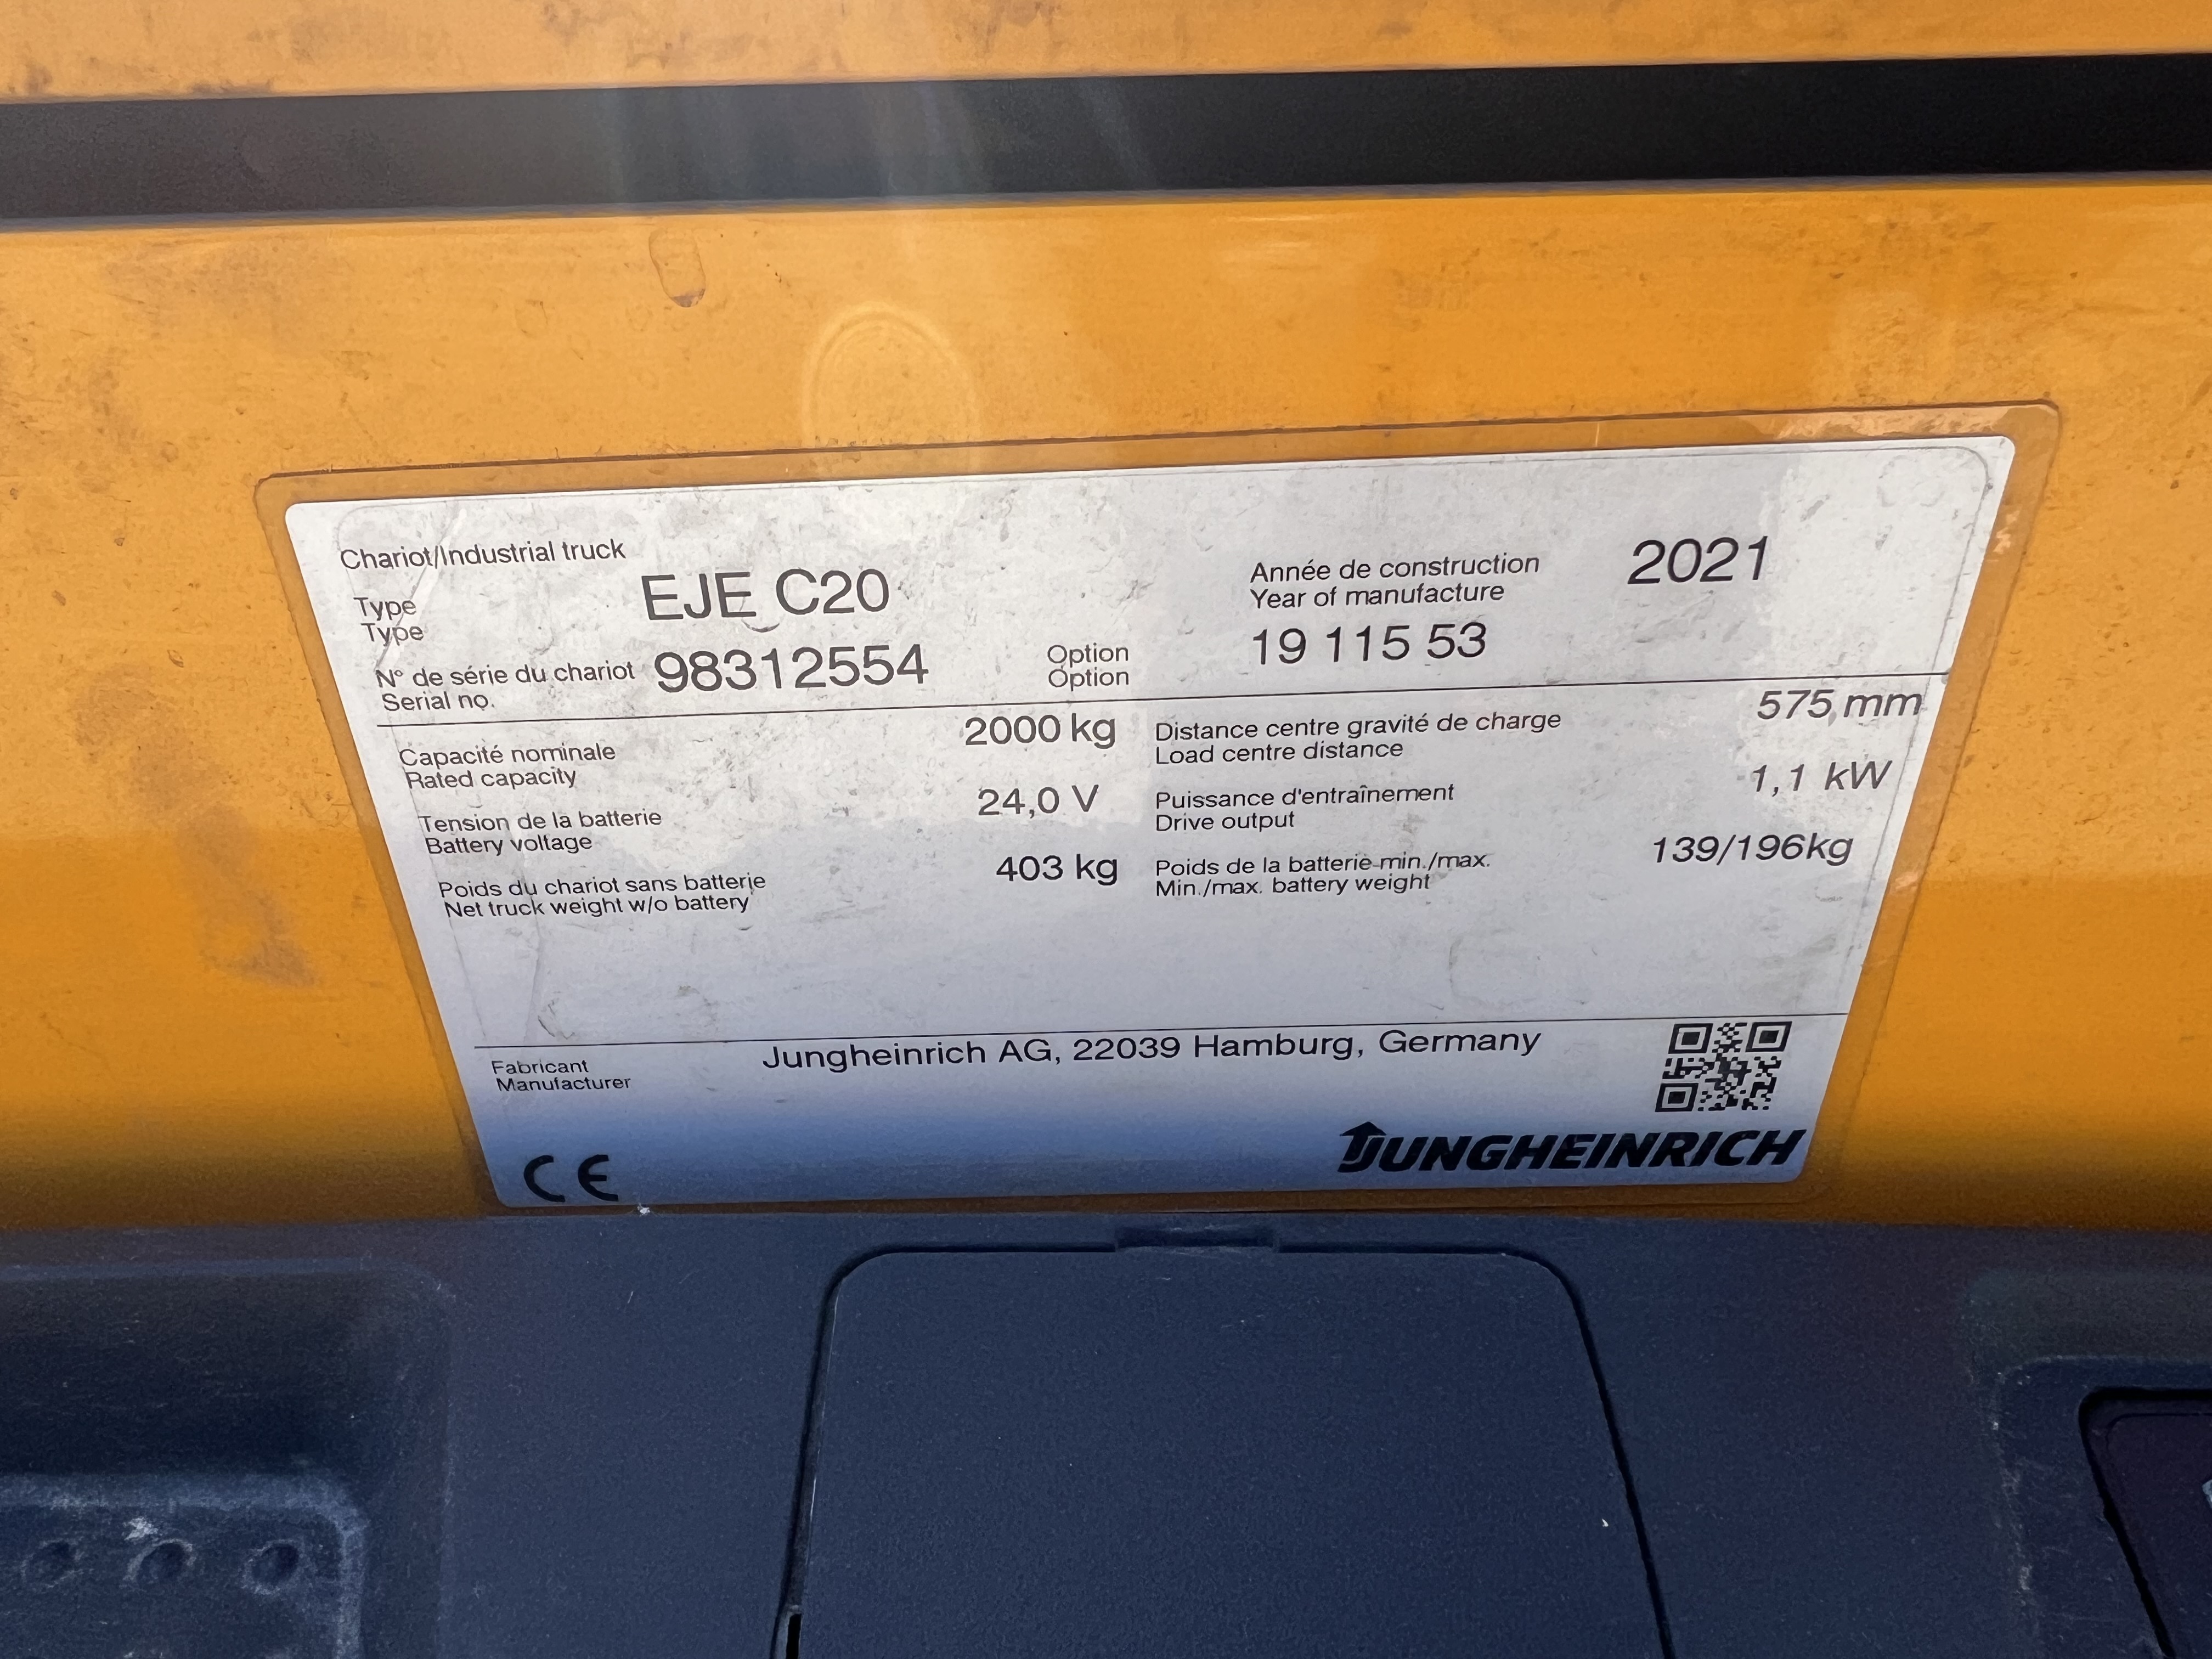 Chariot/Industrial truck
Type
Type
EJE C20
Année de construction
Year of manufacture
2021
N° de série du chariot
Serial no.
98312554
Option
Option
19 115 53
Capacité nominale
Rated capacity
2000 kg
Distance centre gravité de charge
Load centre distance
575 mm
Tension de la batterie
Battery voltage
24,0 V
Puissance d'entraînement
Drive output
1,1 kW
Poids du chariot sans batterie
Net truck weight w/o battery
403 kg
Poids de la batterie min./max.
Min./max. battery weight
139/196kg
Fabricant
Manufacturer
Jungheinrich AG, 22039 Hamburg, Germany
CE
JUNGHEINRICH